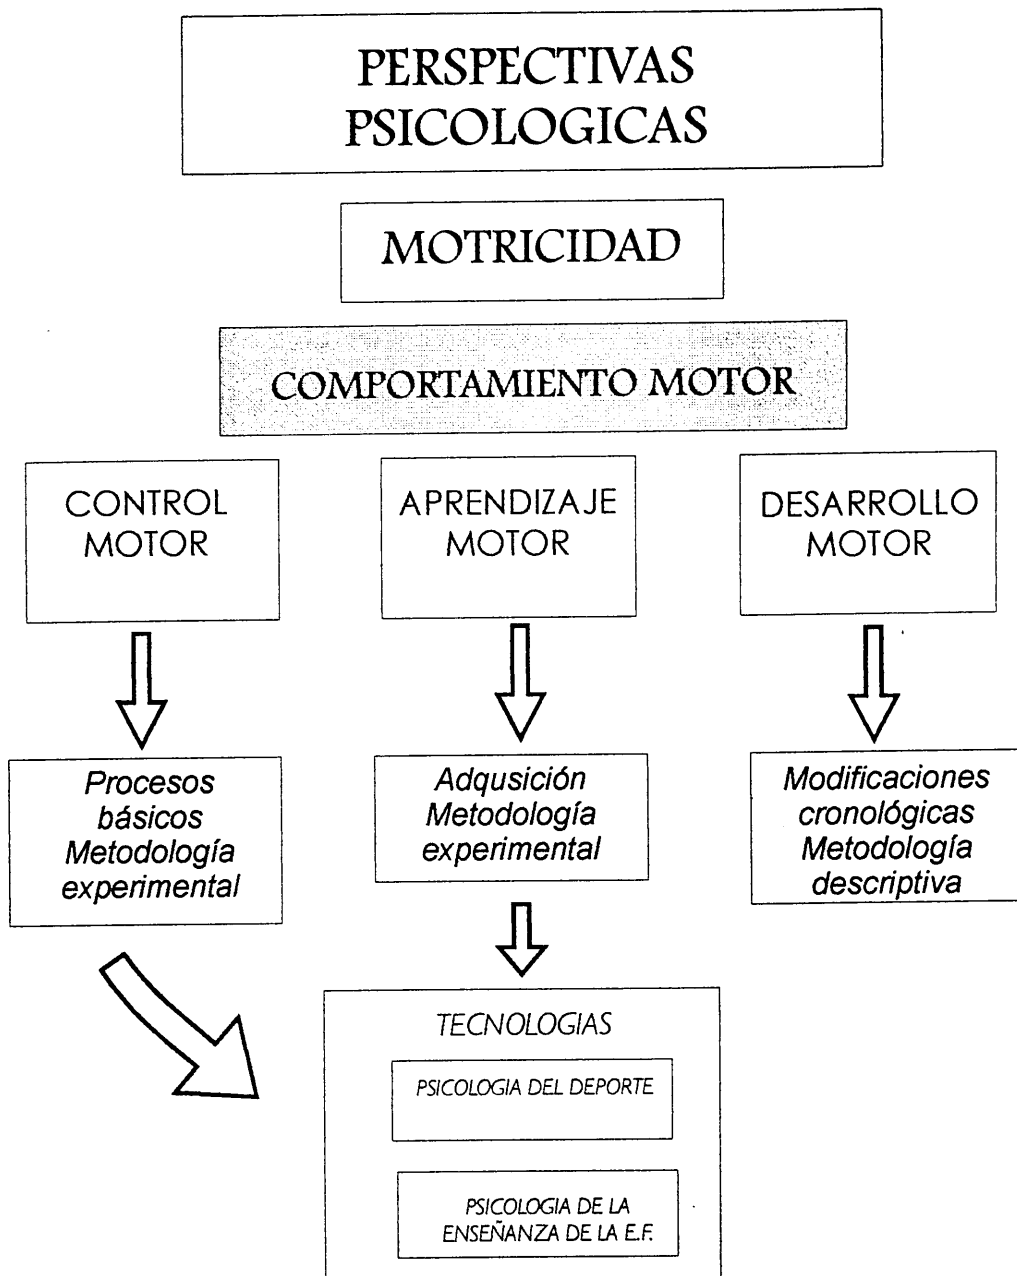 PERSPECTIVAS
PSICOLOGICAS
MOTRICIDAD
COMPORTAMIENTO MOTOR
CONTROL
MOTOR
APRENDIZAJE
MOTOR
DESARROLLO
MOTOR
Procesos
básicos
Metodología
experimental
Adqusición
Metodología
experimental
Modificaciones
cronológicas
Metodología
descriptiva
TECNOLOGIAS
PSICOLOGIA DEL DEPORTE
PSICOLOGIA DE LA
ENSEÑANZA DE LA E.F.